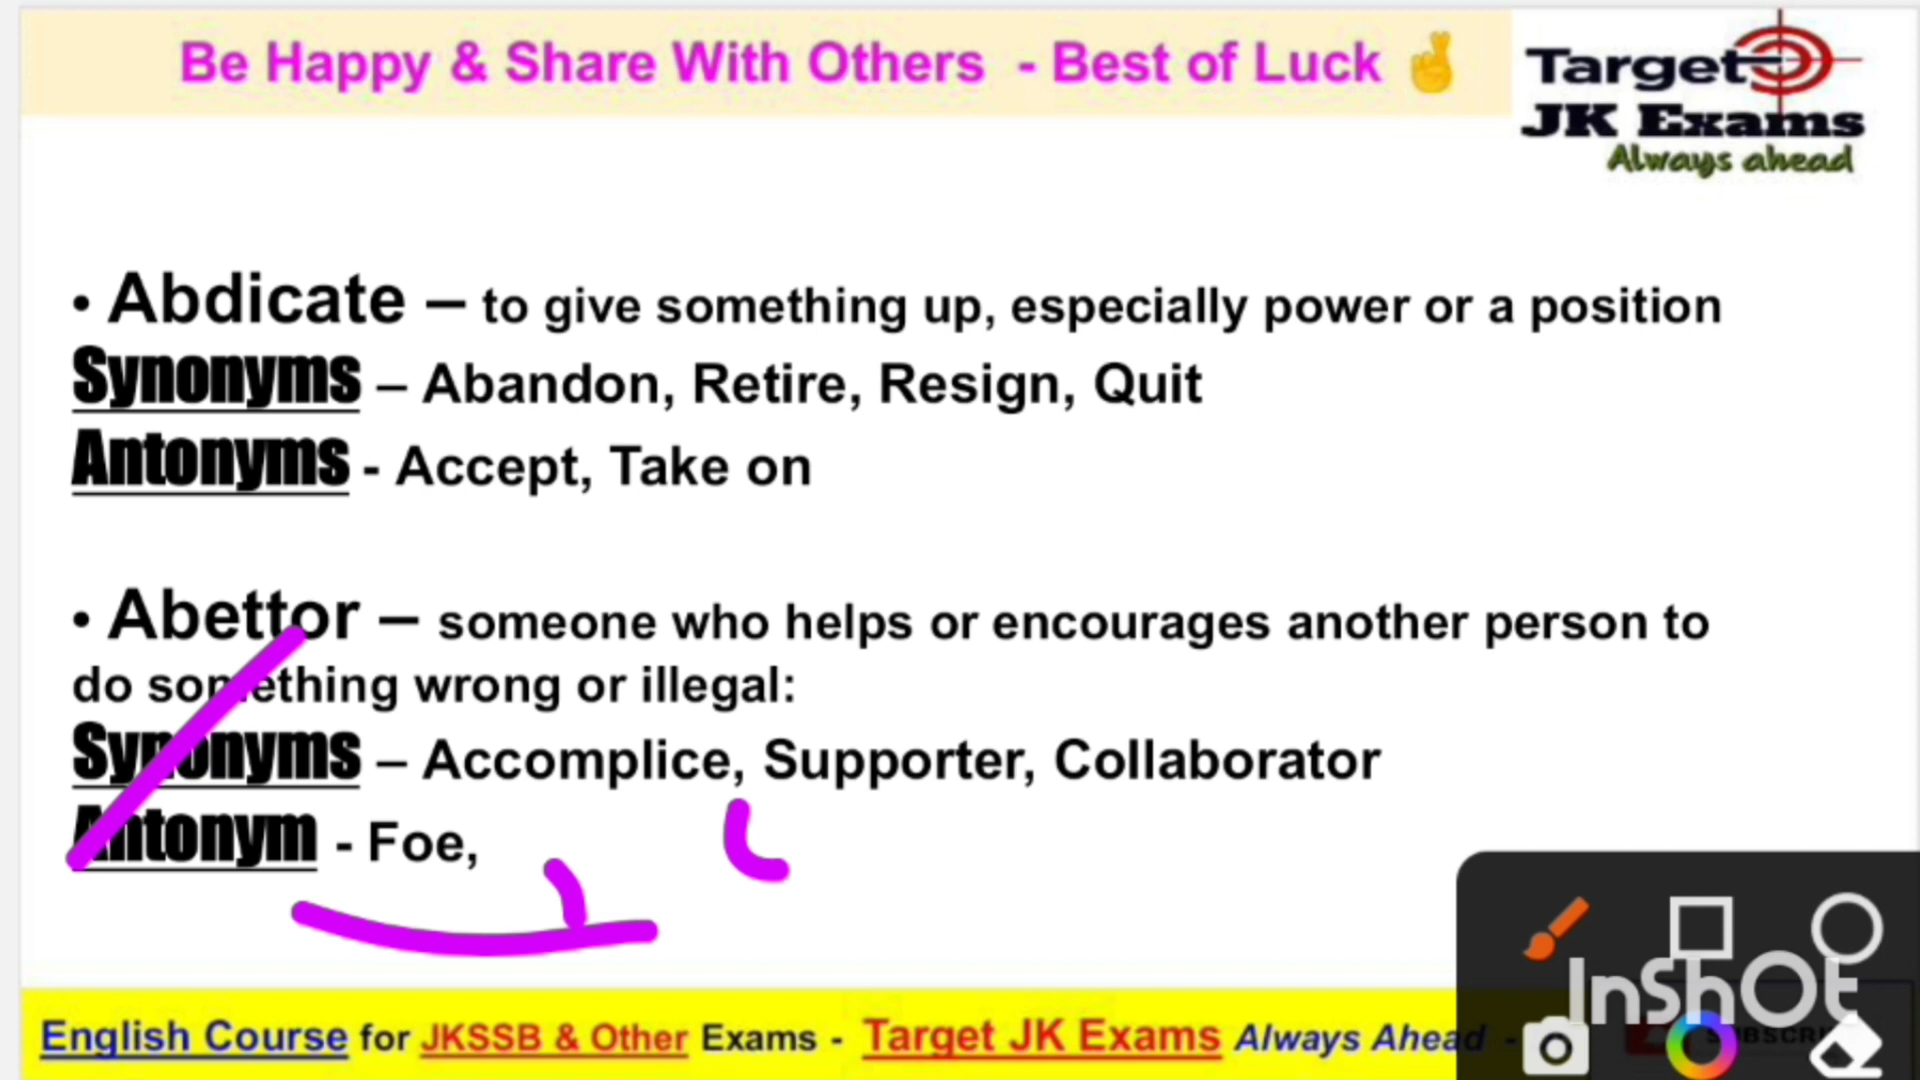 Be Happy & Share With Others - Best of Luck 🤞
Target
JK Exams
Always ahead
• Abdicate – to give something up, especially power or a position
Synonyms – Abandon, Retire, Resign, Quit
Antonyms - Accept, Take on
• Abettor – someone who helps or encourages another person to
do something wrong or illegal:
Synonyms – Accomplice, Supporter, Collaborator
Antonym - Foe,
InShOt
English Course for JKSSB & Other Exams - Target JK Exams Always Ahead -